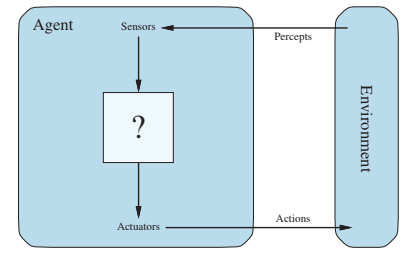 Agent
Sensors
Percepts
?
Environment
Actuators
Actions